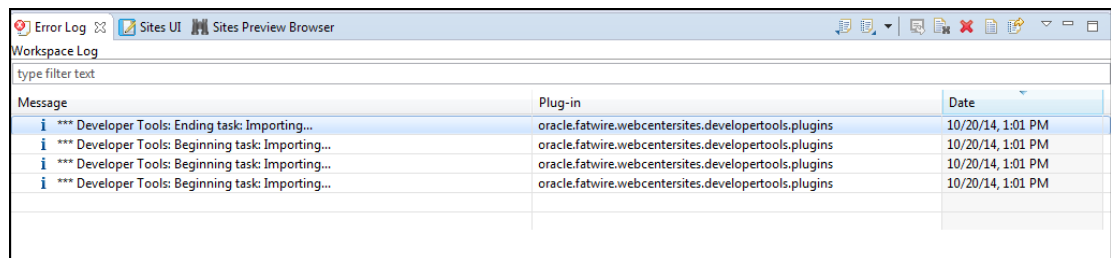 Error Log Sites UI Sites Preview Browser
Workspace Log
type filter text
Message Plug-in Date
*** Developer Tools: Ending task: Importing... oracle.fatwire.webcentersites.developertools.plugins 10/20/14, 1:01 PM
*** Developer Tools: Beginning task: Importing... oracle.fatwire.webcentersites.developertools.plugins 10/20/14, 1:01 PM
*** Developer Tools: Beginning task: Importing... oracle.fatwire.webcentersites.developertools.plugins 10/20/14, 1:01 PM
*** Developer Tools: Beginning task: Importing... oracle.fatwire.webcentersites.developertools.plugins 10/20/14, 1:01 PM